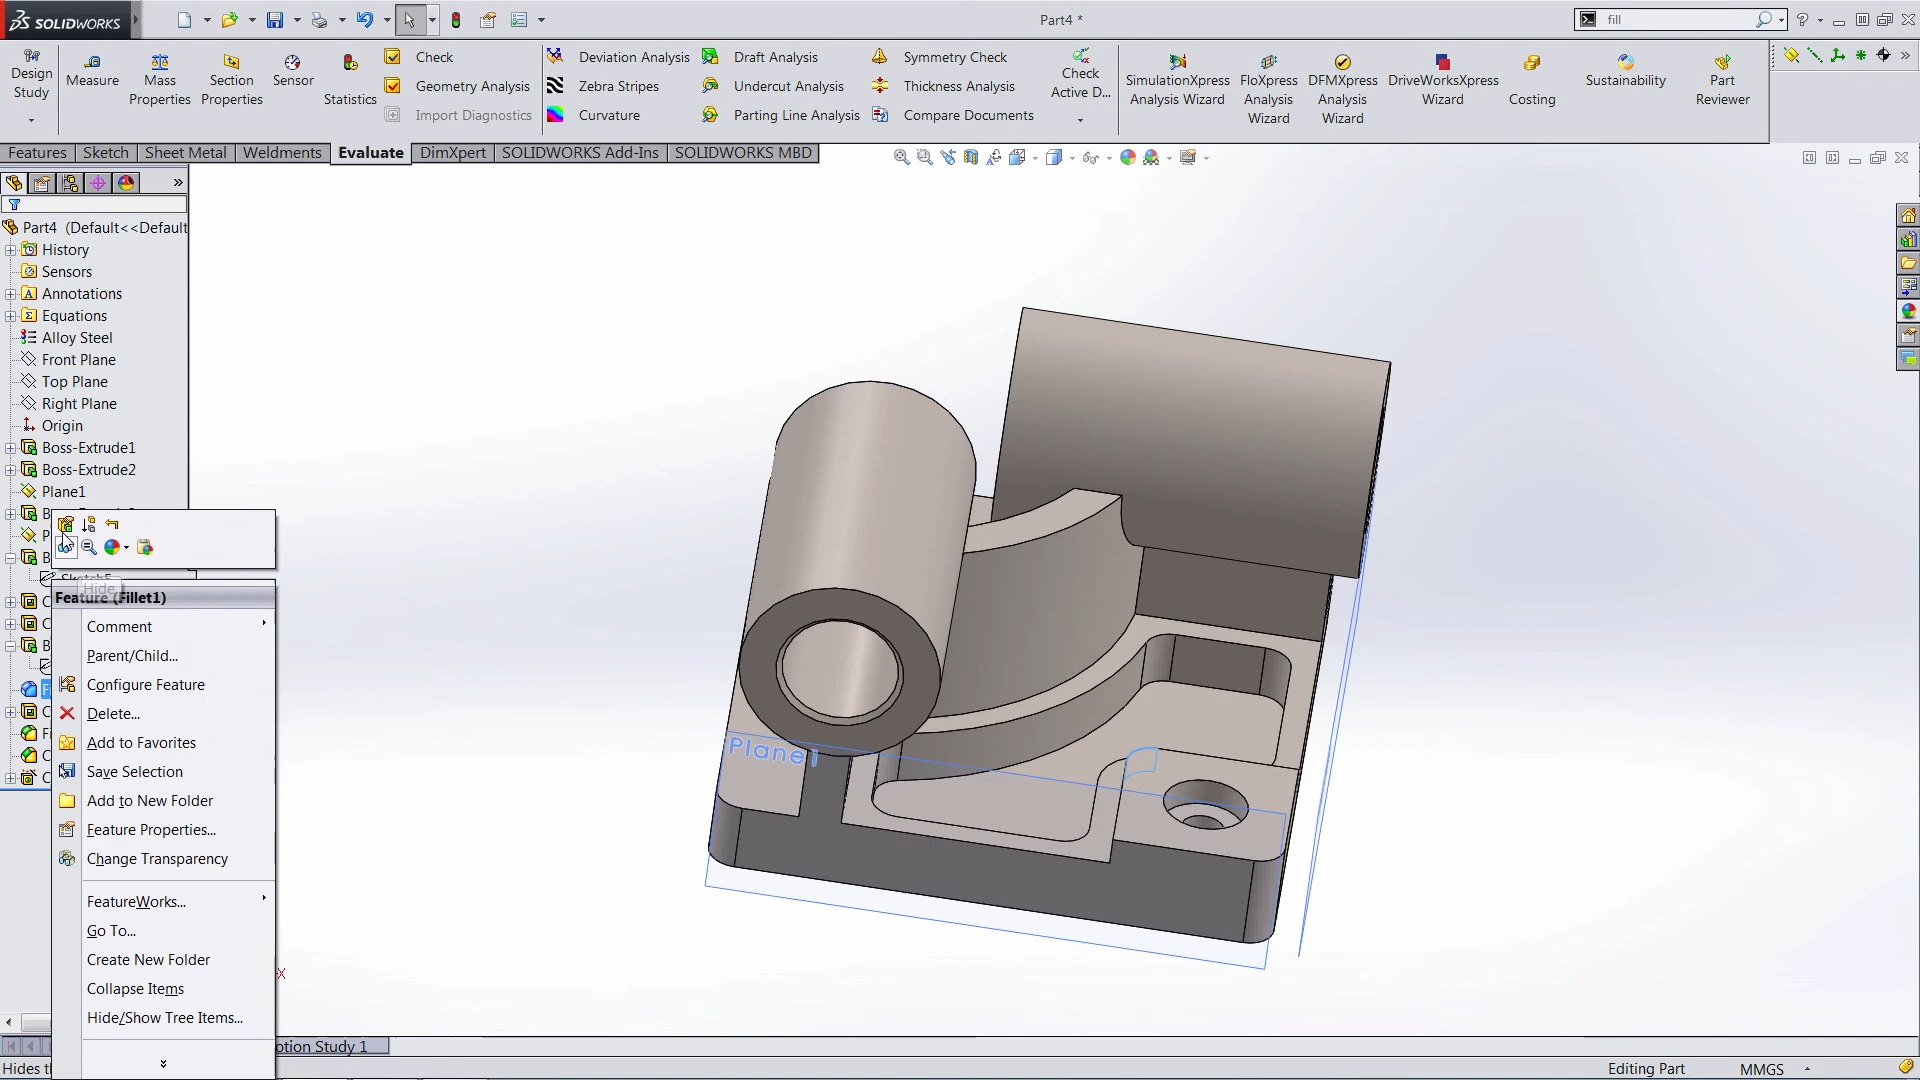 SOLIDWORKS
Part4 *
fill
Design Study
Measure
Mass Properties
Section Properties
Sensor
Statistics
Check
Geometry Analysis
Import Diagnostics
Deviation Analysis
Zebra Stripes
Curvature
Draft Analysis
Undercut Analysis
Parting Line Analysis
Symmetry Check
Thickness Analysis
Compare Documents
Check Active D...
SimulationXpress Analysis Wizard
FloXpress Analysis Wizard
DFMXpress Analysis Wizard
DriveWorksXpress Wizard
Costing
Sustainability
Part Reviewer
Features Sketch Sheet Metal Weldments Evaluate DimXpert SOLIDWORKS Add-Ins SOLIDWORKS MBD
Part4 (Default<<Default
History
Sensors
Annotations
Equations
Alloy Steel
Front Plane
Top Plane
Right Plane
Origin
Boss-Extrude1
Boss-Extrude2
Plane1
Hide
Feature (Fillet1)
Comment
Parent/Child...
Configure Feature
Delete...
Add to Favorites
Save Selection
Add to New Folder
Feature Properties...
Change Transparency
FeatureWorks...
Go To...
Create New Folder
Collapse Items
Hide/Show Tree Items...
Plane1
X
otion Study 1
Hides th
Editing Part
MMGS